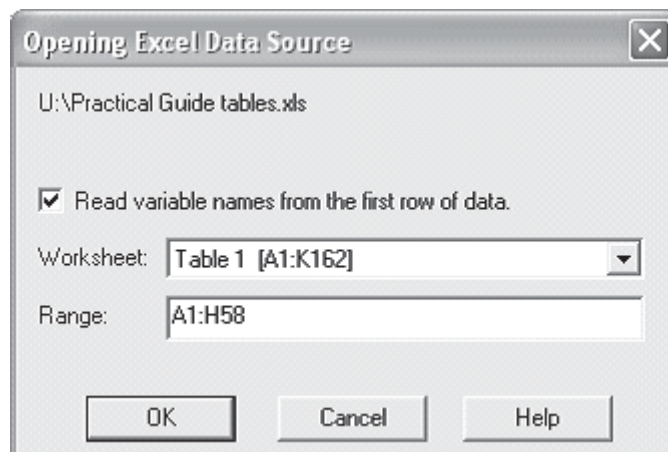 Opening Excel Data Source
U:\Practical Guide tables.xls
Read variable names from the first row of data.
Worksheet: Table 1 [A1:K162]
Range: A1:H58
OK Cancel Help